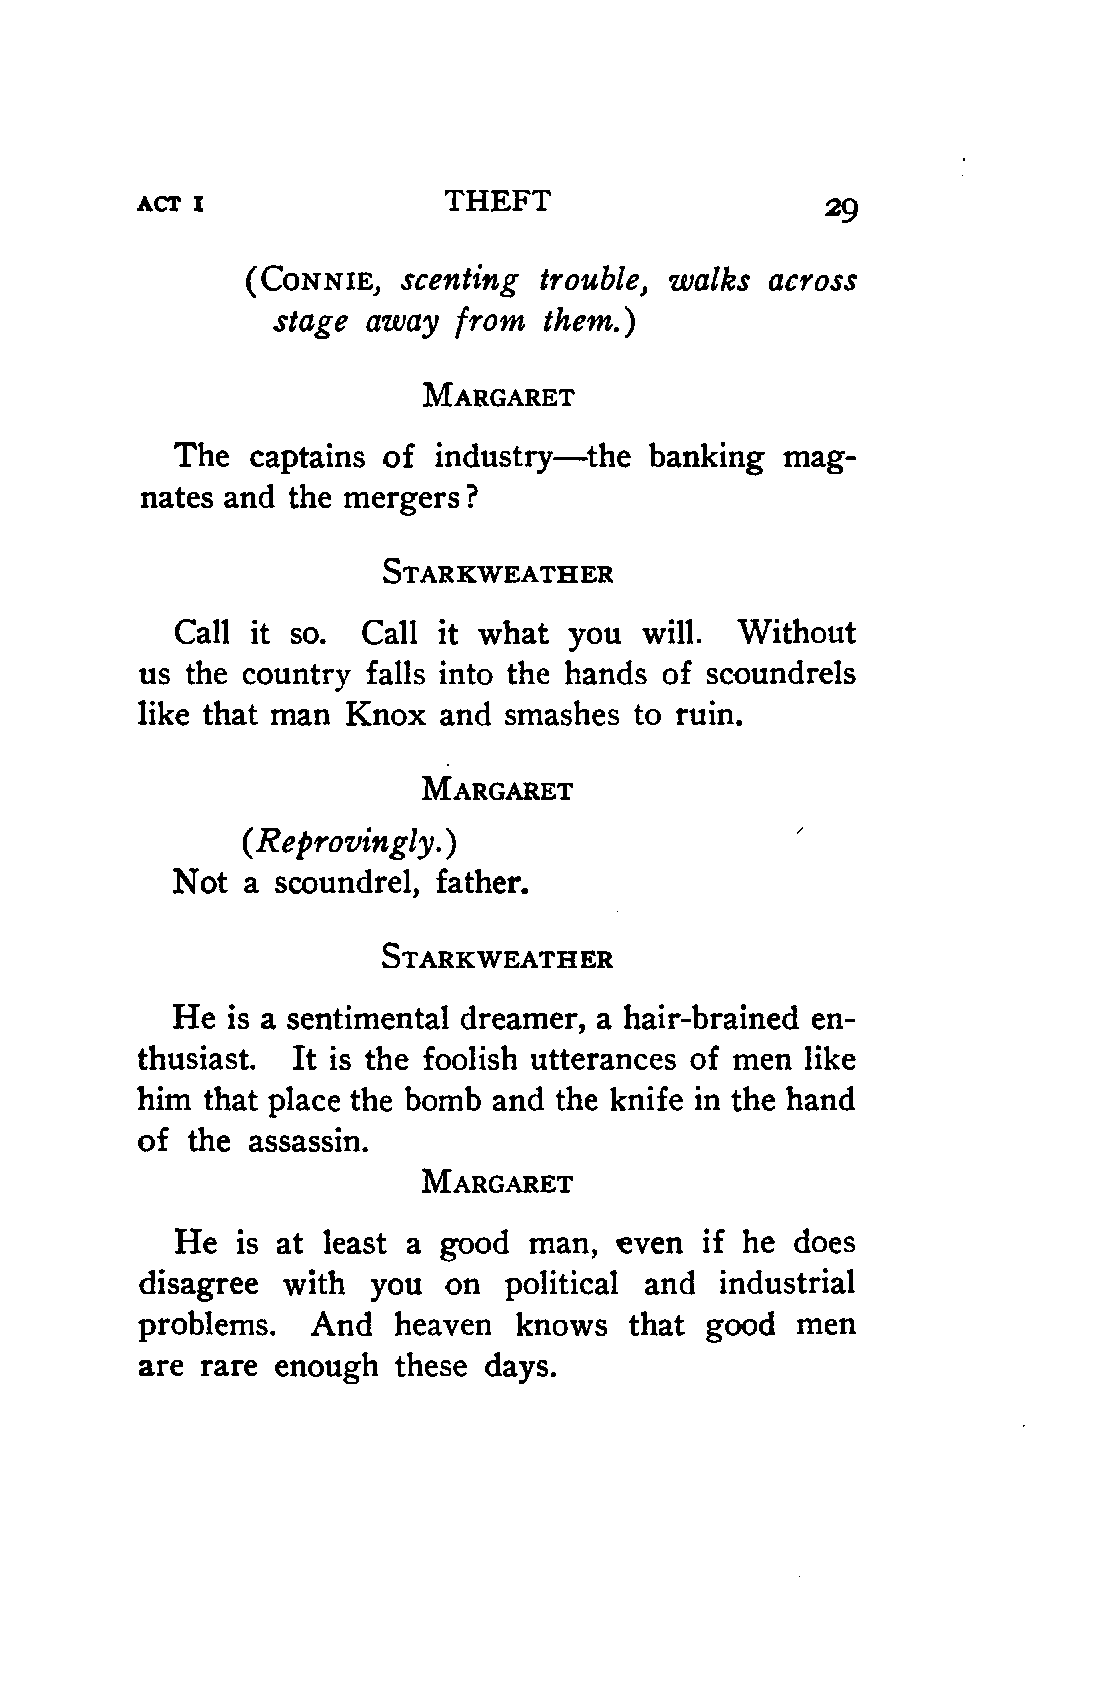 ACT I THEFT 29
(CONNIE, scenting trouble, walks across
stage away from them.)
MARGARET
The captains of industry—the banking mag-
nates and the mergers?
STARKWEATHER
Call it so. Call it what you will. Without
us the country falls into the hands of scoundrels
like that man Knox and smashes to ruin.
MARGARET
(Reprovingly.)
Not a scoundrel, father.
STARKWEATHER
He is a sentimental dreamer, a hair-brained en-
thusiast. It is the foolish utterances of men like
him that place the bomb and the knife in the hand
of the assassin.
MARGARET
He is at least a good man, even if he does
disagree with you on political and industrial
problems. And heaven knows that good men
are rare enough these days.